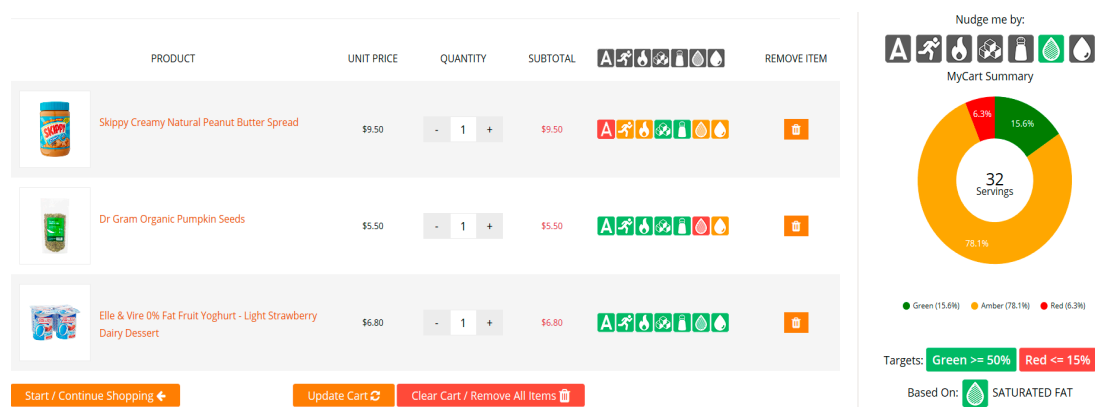 Nudge me by:
A
MyCart Summary
PRODUCT UNIT PRICE QUANTITY SUBTOTAL A REMOVE ITEM
SKIPPY
Skippy Creamy Natural Peanut Butter Spread
$9.50 - 1 + $9.50 A
Dr Gram Organic Pumpkin Seeds
$5.50 - 1 + $5.50 A
Elle & Vire 0% Fat Fruit Yoghurt - Light Strawberry
Dairy Dessert
$6.80 - 1 + $6.80 A
Start / Continue Shopping
Update Cart
Clear Cart / Remove All Items
6.3%
15.6%
32
Servings
78.1%
Green (15.6%) Amber (78.1%) Red (6.3%)
Targets: Green >= 50% Red <= 15%
Based On: SATURATED FAT